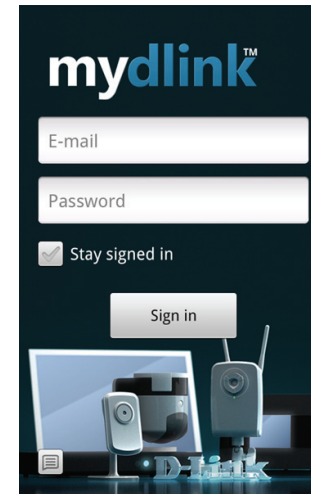 mydlink™
E-mail
Password
Stay signed in
Sign in
D-Link